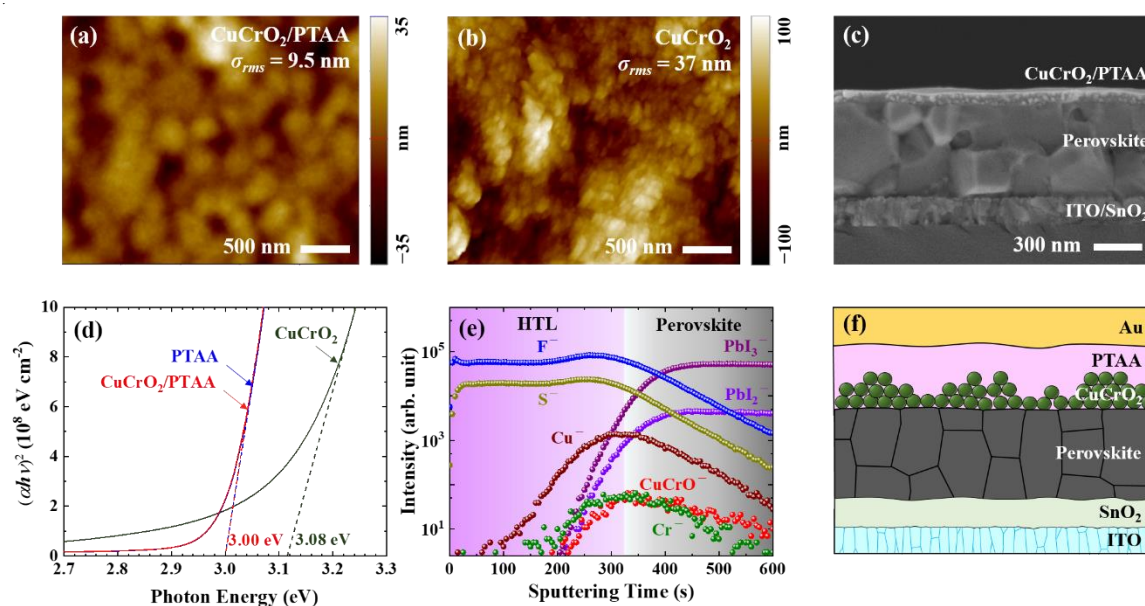 (a)
CuCrO₂/PTAA
σrms = 9.5 nm
500 nm
35
nm
−35
(b)
CuCrO₂
σrms = 37 nm
500 nm
100
nm
−100
(c)
CuCrO₂/PTAA
Perovskite
ITO/SnO₂
300 nm
(d)
PTAA
CuCrO₂/PTAA
CuCrO₂
3.00 eV
3.08 eV
(αhν)² (10⁸ eV cm⁻²)
10
8
6
4
2
0
2.7 2.8 2.9 3.0 3.1 3.2 3.3
Photon Energy (eV)
(e)
HTL
Perovskite
F⁻
S⁻
Cu⁻
PbI₃⁻
PbI₂⁻
CuCrO⁻
Cr⁻
Intensity (arb. unit)
10⁵
10³
10¹
0 100 200 300 400 500 600
Sputtering Time (s)
(f)
Au
PTAA
CuCrO₂
Perovskite
SnO₂
ITO